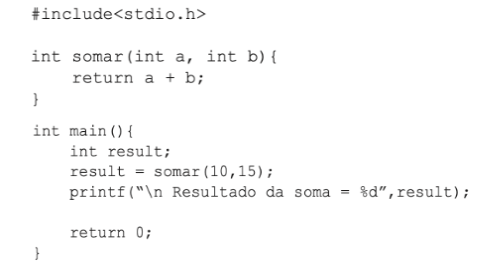 #include<stdio.h>
int somar(int a, int b){
return a + b;
}
int main(){
int result;
result = somar(10,15);
printf(“\n Resultado da soma = %d”,result);
return 0;
}